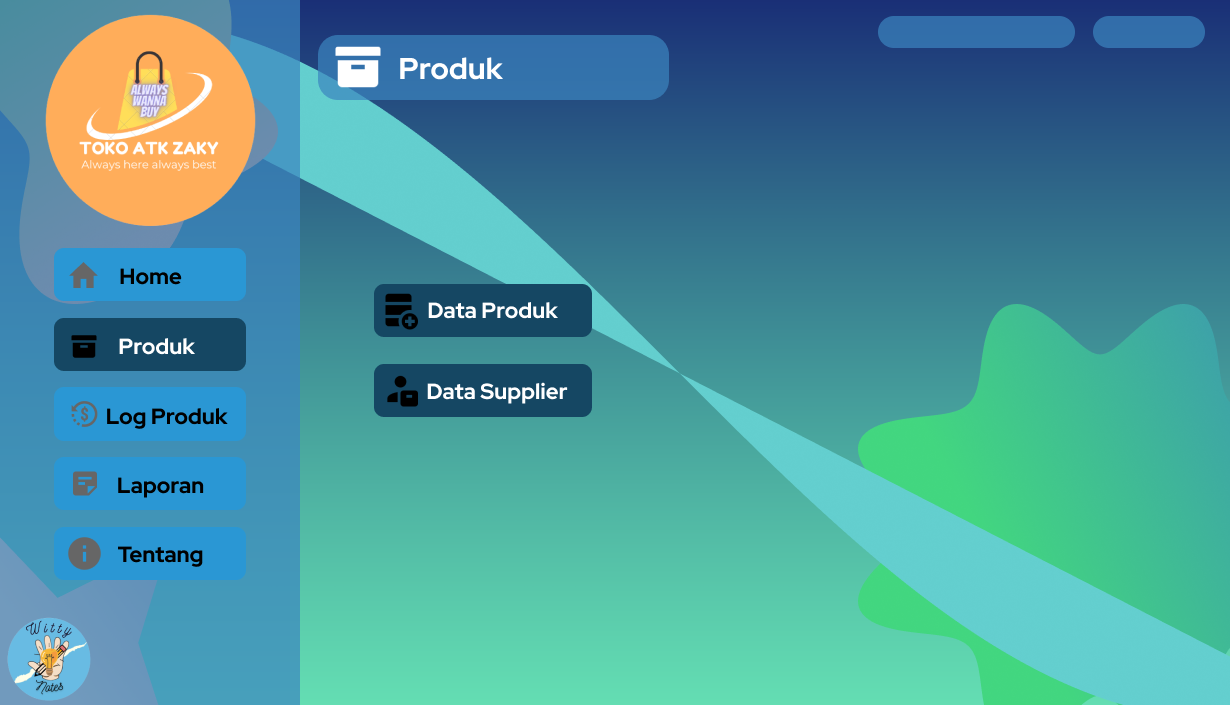 ALWAYS
WANNA
BUY
TOKO ATK ZAKY
Always here always best
Produk
Home
Produk
Log Produk
Laporan
Tentang
Data Produk
Data Supplier
Witty
Notes